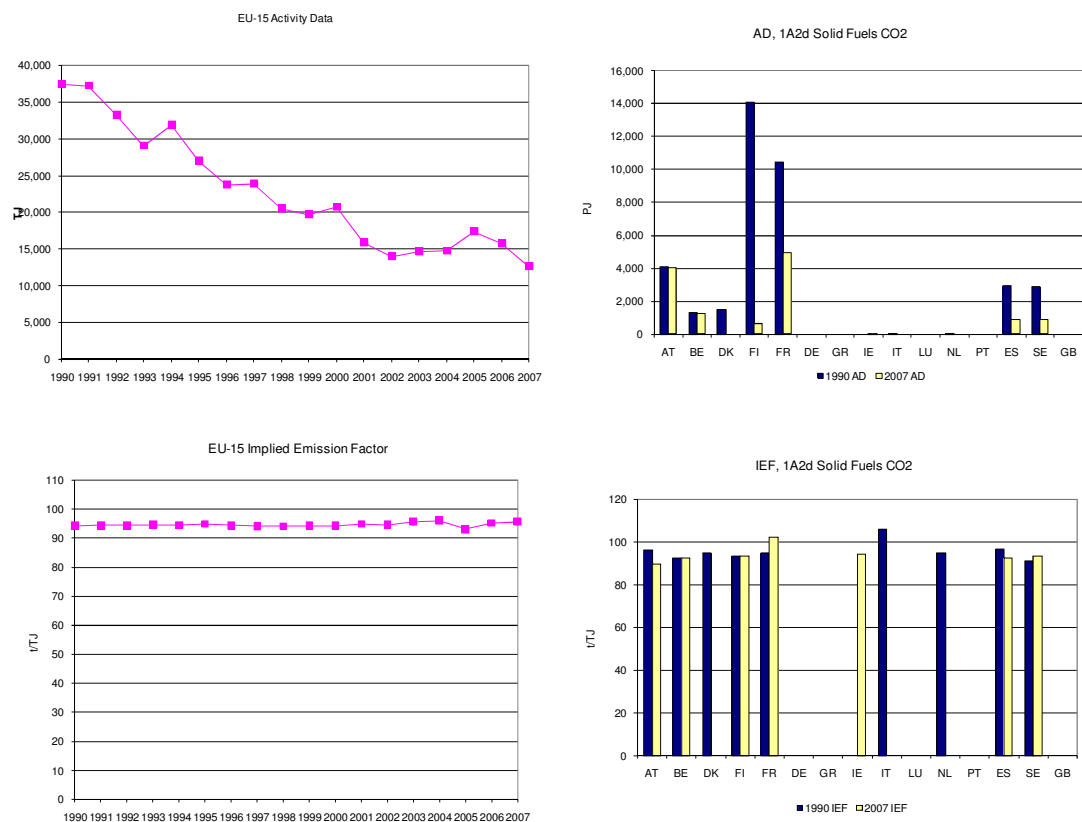 EU-15 Activity Data
40,000
35,000
30,000
25,000
20,000
15,000
10,000
5,000
0
TJ
1990 1991 1992 1993 1994 1995 1996 1997 1998 1999 2000 2001 2002 2003 2004 2005 2006 2007
AD, 1A2d Solid Fuels CO2
16,000
14,000
12,000
10,000
8,000
6,000
4,000
2,000
0
PJ
AT BE DK FI FR DE GR IE IT LU NL PT ES SE GB
1990 AD 2007 AD
EU-15 Implied Emission Factor
110
100
90
80
70
60
50
40
30
20
10
0
t/TJ
1990 1991 1992 1993 1994 1995 1996 1997 1998 1999 2000 2001 2002 2003 2004 2005 2006 2007
IEF, 1A2d Solid Fuels CO2
120
100
80
60
40
20
0
t/TJ
AT BE DK FI FR DE GR IE IT LU NL PT ES SE GB
1990 IEF 2007 IEF